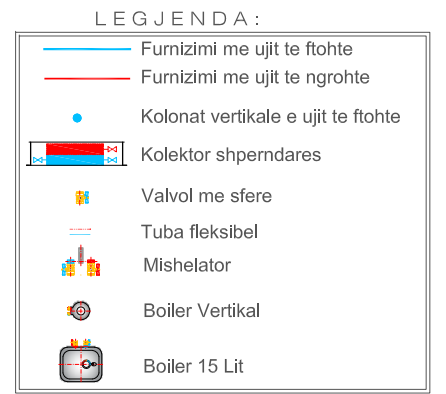 LEGJENDA:
Furnizimi me ujit te ftohte
Furnizimi me ujit te ngrohte
Kolonat vertikale e ujit te ftohte
Kolektor shperndares
Valvol me sfere
Tuba fleksibel
Mishelator
Boiler Vertikal
Boiler 15 Lit